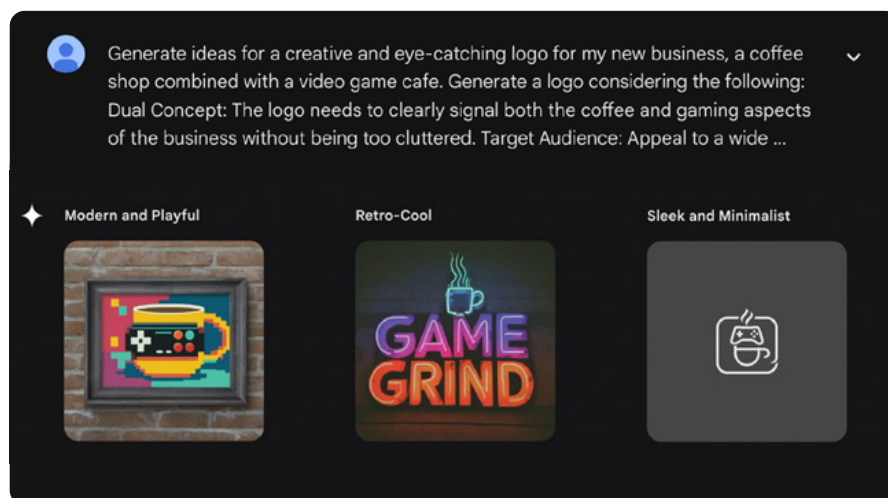 Generate ideas for a creative and eye-catching logo for my new business, a coffee
shop combined with a video game cafe. Generate a logo considering the following:
Dual Concept: The logo needs to clearly signal both the coffee and gaming aspects
of the business without being too cluttered. Target Audience: Appeal to a wide ...
Modern and Playful
Retro-Cool
Sleek and Minimalist
GAME
GRIND